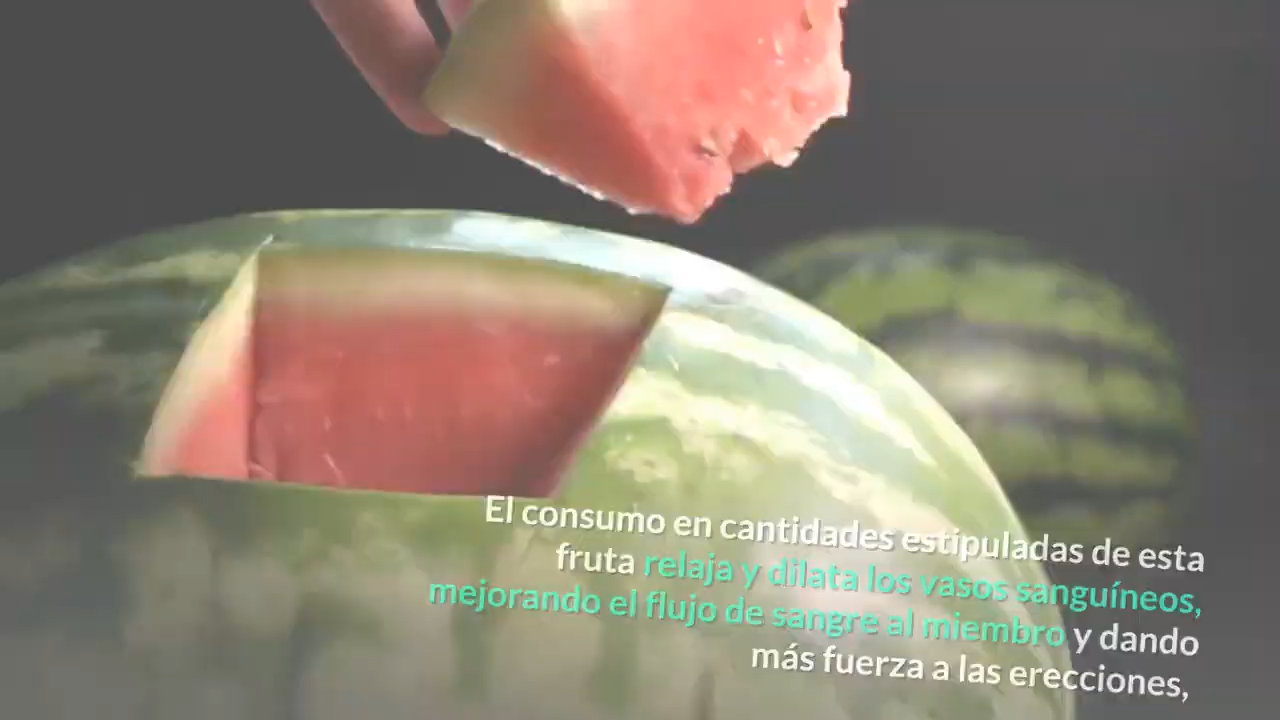 El consumo en cantidades estipuladas de esta
fruta relaja y dilata los vasos sanguíneos,
mejorando el flujo de sangre al miembro y dando
más fuerza a las erecciones,